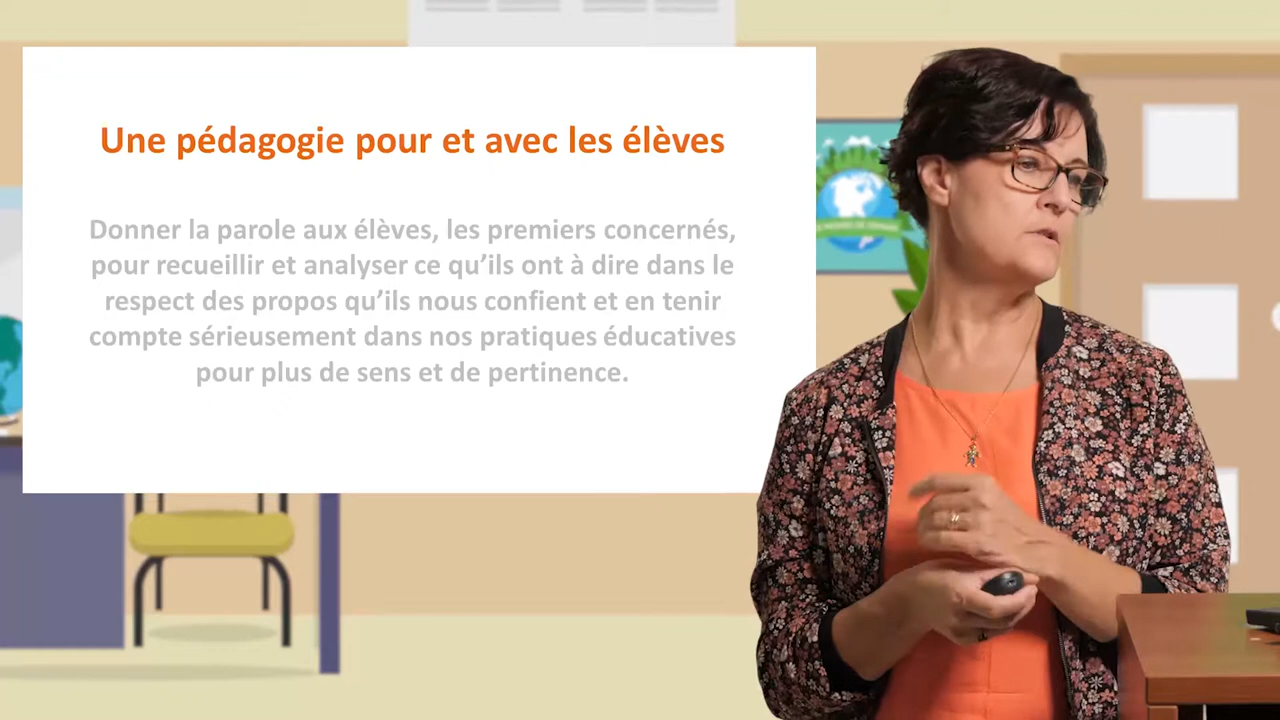 Une pédagogie pour et avec les élèves
Donner la parole aux élèves, les premiers concernés,
pour recueillir et analyser ce qu’ils ont à dire dans le
respect des propos qu’ils nous confient et en tenir
compte sérieusement dans nos pratiques éducatives
pour plus de sens et de pertinence.